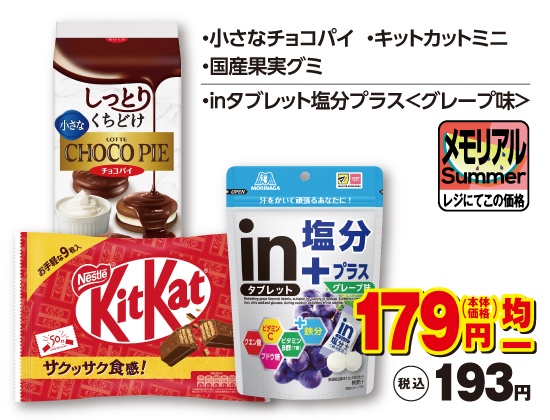 ・小さなチョコパイ ・キットカットミニ
・国産果実グミ
・inタブレット塩分プラス<グレープ味>
メモリアル
Summer
レジにてこの価格
しっとり
くちどけ
小さな
LOTTE
CHOCO PIE
チョコパイ
お手軽な9枚入
Nestle
KitKat
サクッサク食感!
OPEN
MORINAGA
汗をかいて頑張るあなたに!
in 塩分
+プラス
タブレット
グレープ味
クエン酸
ビタミンC
ブドウ糖
ビタミンB群
+鉄分
in
塩分
+プラス
179円 本体価格 均一
税込 193円